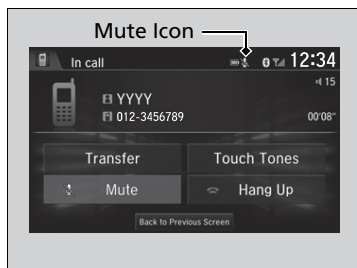 Mute Icon
In call 12:34
15
YYYY
012-3456789 00'08"
Transfer Touch Tones
Mute Hang Up
Back to Previous Screen